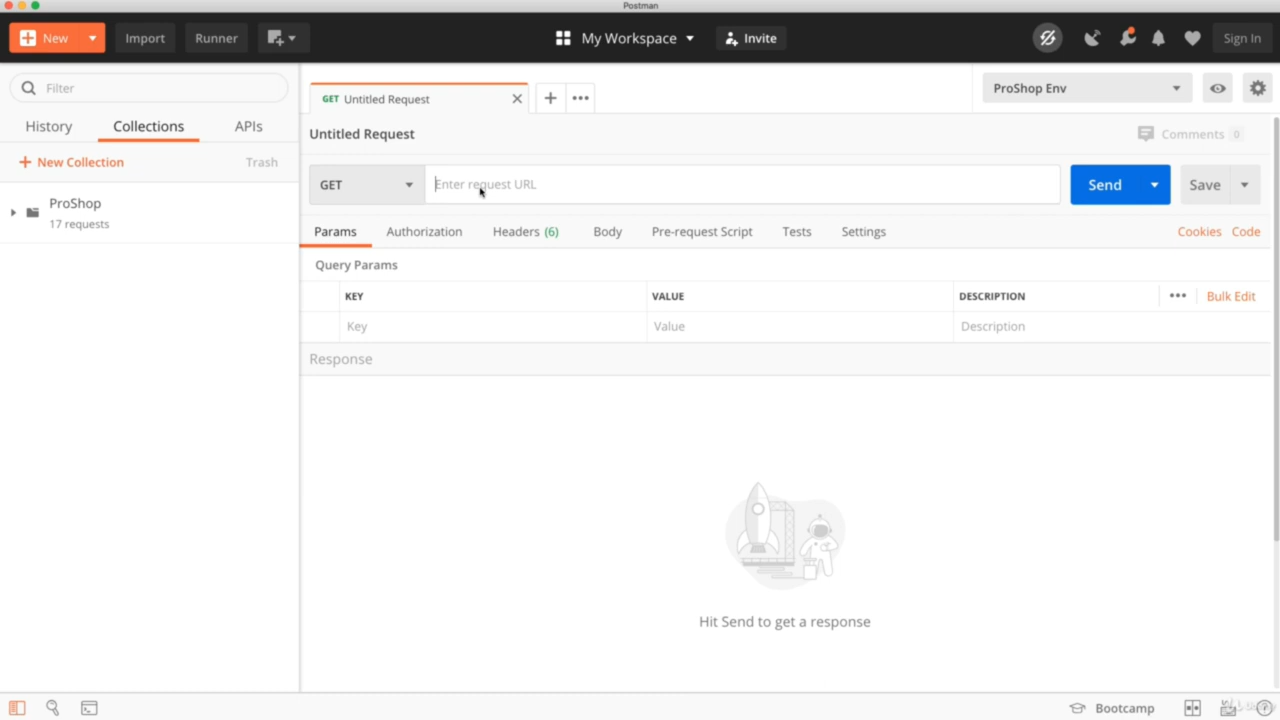 Postman
New
Import
Runner
My Workspace
Invite
Sign In
Filter
History
Collections
APIs
New Collection
Trash
ProShop
17 requests
GET Untitled Request
ProShop Env
Untitled Request
Comments 0
GET
Enter request URL
Send
Save
Params
Authorization
Headers (6)
Body
Pre-request Script
Tests
Settings
Cookies
Code
Query Params
KEY
VALUE
DESCRIPTION
Bulk Edit
Key
Value
Description
Response
Hit Send to get a response
Bootcamp